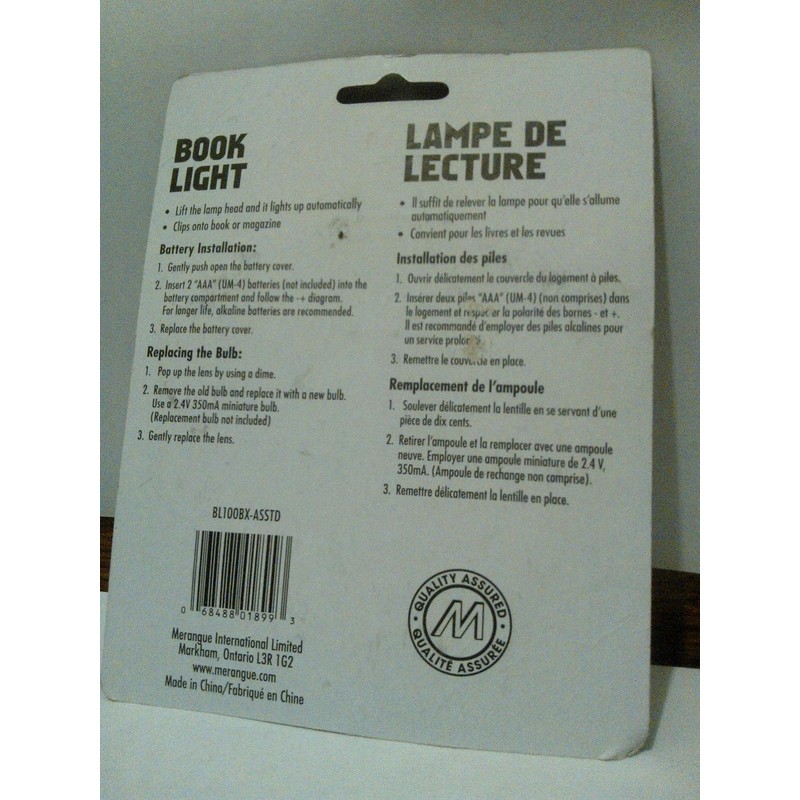 BOOK
LIGHT
• Lift the lamp head and it lights up automatically
• Clips onto book or magazine
Battery Installation:
1. Gently push open the battery cover.
2. Insert 2 "AAA" (UM-4) batteries (not included) into the
battery compartment and follow the -+ diagram.
For longer life, alkaline batteries are recommended.
3. Replace the battery cover.
Replacing the Bulb:
1. Pop up the lens by using a dime.
2. Remove the old bulb and replace it with a new bulb.
Use a 2.4V 350mA miniature bulb.
(Replacement bulb not included)
3. Gently replace the lens.
BL100BX-ASSTD
0 68488 01899 3
Merangue International Limited
Markham, Ontario L3R 1G2
www.merangue.com
Made in China/Fabriqué en Chine
LAMPE DE
LECTURE
• Il suffit de relever la lampe pour qu'elle s'allume
automatiquement
• Convient pour les livres et les revues
Installation des piles
1. Ouvrir délicatement le couvercle du logement à piles.
2. Insérer deux piles "AAA" (UM-4) (non comprises) dans
le logement et respecter la polarité des bornes - et +.
Il est recommandé d'employer des piles alcalines pour
un service prolongé.
3. Remettre le couvercle en place.
Remplacement de l'ampoule
1. Soulever délicatement la lentille en se servant d'une
pièce de dix cents.
2. Retirer l'ampoule et la remplacer avec une ampoule
neuve. Employer une ampoule miniature de 2.4 V,
350mA. (Ampoule de rechange non comprise).
3. Remettre délicatement la lentille en place.
• QUALITY ASSURED •
M
QUALITÉ ASSURÉE